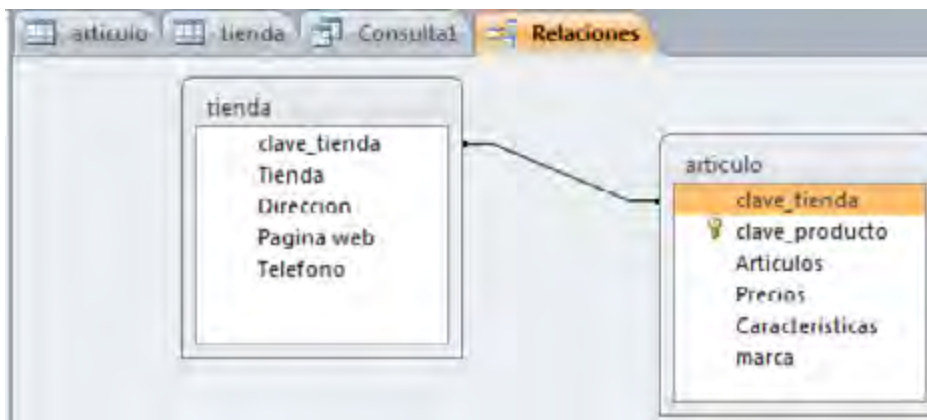 articulo tienda Consulta1 Relaciones
tienda
clave_tienda
Tienda
Direccion
Pagina web
Telefono
articulo
clave_tienda
clave_producto
Articulos
Precios
Caracteristicas
marca